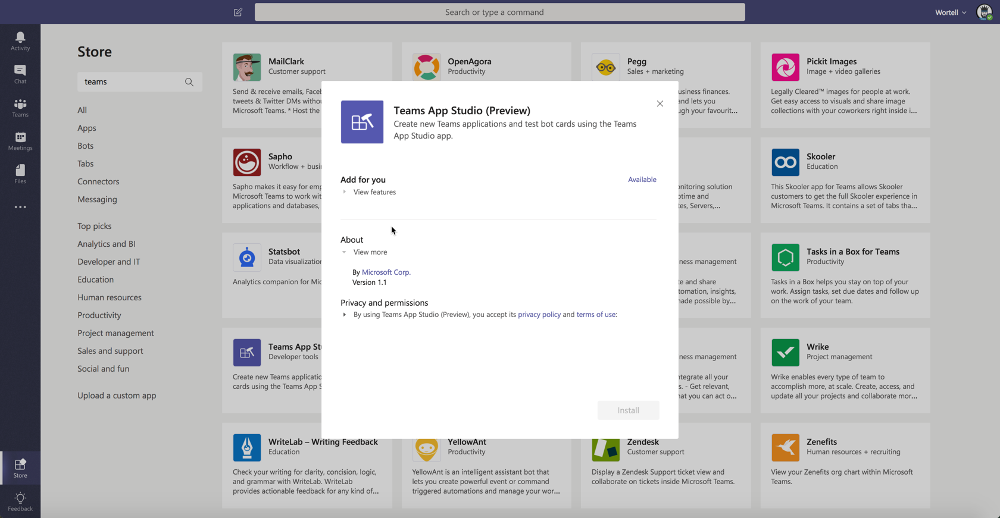 Search or type a command
Wortell
Activity
Chat
Teams
Meetings
Files
Store
Feedback
Store
teams
All
Apps
Bots
Tabs
Connectors
Messaging
Top picks
Analytics and BI
Developer and IT
Education
Human resources
Productivity
Project management
Sales and support
Social and fun
Upload a custom app
MailClark
Customer support
Send & receive emails, Faceb
tweets & Twitter DMs withou
Microsoft Teams. * Host the
OpenAgora
Productivity
Pegg
Sales + marketing
usiness finances.
and lets you
ugh your favourit...
Pickit Images
Image + video galleries
Legally Cleared™ images for people at work.
Get easy access to visuals and share image
collections with your coworkers right inside i...
Sapho
Workflow + busi
Sapho makes it easy for emp
Microsoft Teams to work wit
applications and databases,
onitoring solution
ptime and
tes, Servers,...
Skooler
Education
This Skooler app for Teams allows Skooler
customers to get the full Skooler experience in
Microsoft Teams. It contains a set of tabs tha...
Statsbot
Data visualization
Analytics companion for Mic
ness management
te and share
tomation, insights,
made possible by...
Tasks in a Box for Teams
Productivity
Tasks in a Box helps you stay on top of your
work. Assign tasks, set due dates and follow up
on the work of your team.
Teams App Stu
Developer tools
Create new Teams applicatio
cards using the Teams App S
ness management
ntegrate all your
s. - Get relevant,
hat you can act o...
Wrike
Project management
Wrike enables every type of team to
accomplish more, at scale. Create, access, and
update all your projects and collaborate mor...
WriteLab – Writing Feedback
Education
Check your writing for clarity, concision, logic,
and grammar with WriteLab. WriteLab
provides actionable feedback for any kind of...
YellowAnt
Productivity
YellowAnt is an intelligent assistant bot that
lets you create powerful event or command
triggered automations and manage your wor...
Zendesk
Customer support
Display a Zendesk Support ticket view and
collaborate on tickets inside Microsoft Teams.
Zenefits
Human resources + recruiting
View your Zenefits org chart within Microsoft
Teams.
Teams App Studio (Preview)
Create new Teams applications and test bot cards using the Teams
App Studio app.
Add for you
Available
View features
About
View more
By Microsoft Corp.
Version 1.1
Privacy and permissions
By using Teams App Studio (Preview), you accept its privacy policy and terms of use:
Install